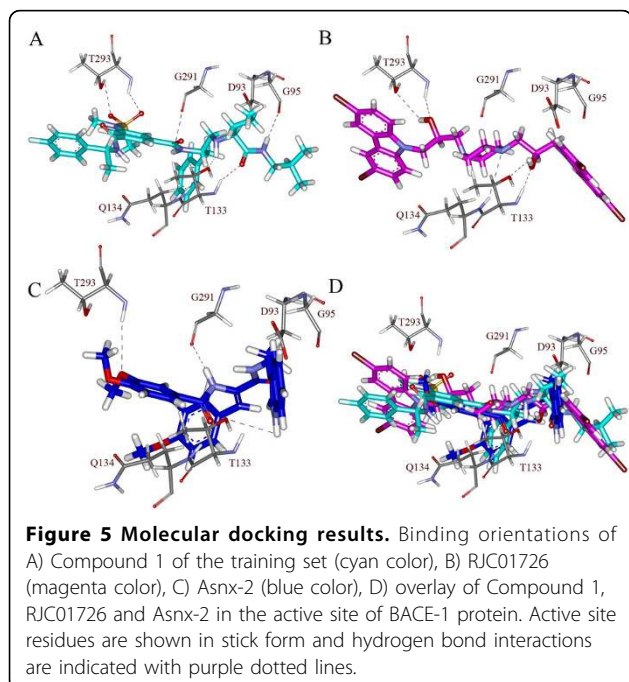 A
T293
G291
D93
G95
Q134
T133
B
T293
G291
D93
G95
Q134
T133
C
T293
G291
D93
G95
Q134
T133
D
T293
G291
D93
G95
Q134
T133
Figure 5 Molecular docking results. Binding orientations of
A) Compound 1 of the training set (cyan color), B) RJC01726
(magenta color), C) Asnx-2 (blue color), D) overlay of Compound 1,
RJC01726 and Asnx-2 in the active site of BACE-1 protein. Active site
residues are shown in stick form and hydrogen bond interactions
are indicated with purple dotted lines.